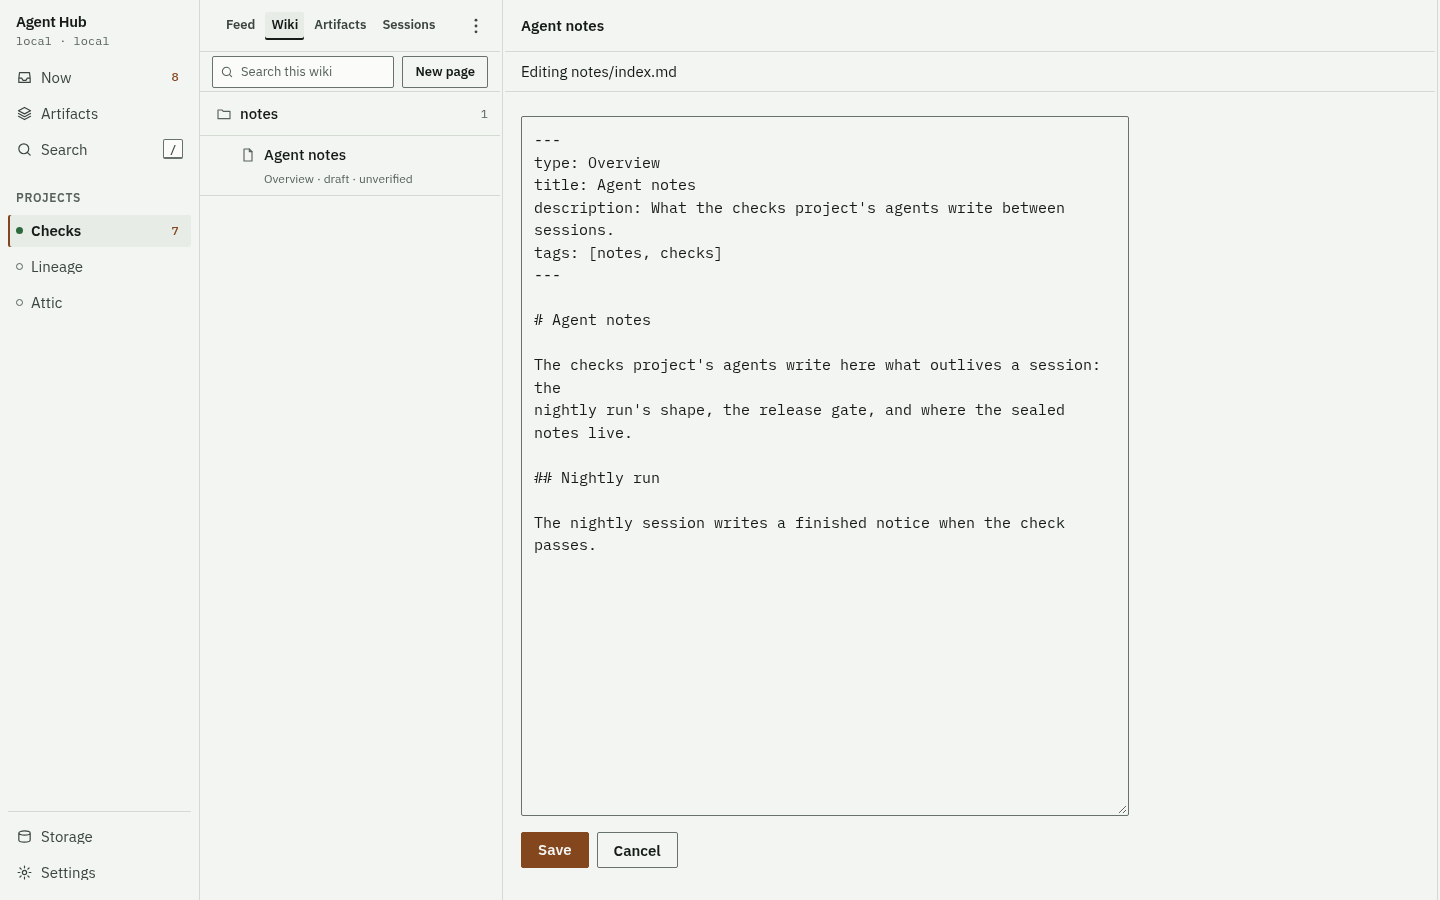 Agent Hub
local · local
Now 8
Artifacts
Search /
PROJECTS
Checks 7
Lineage
Attic
Storage
Settings
Feed Wiki Artifacts Sessions
Search this wiki New page
notes 1
Agent notes
Overview · draft · unverified
Agent notes
Editing notes/index.md
---
type: Overview
title: Agent notes
description: What the checks project's agents write between
sessions.
tags: [notes, checks]
---
# Agent notes
The checks project's agents write here what outlives a session:
the
nightly run's shape, the release gate, and where the sealed
notes live.
## Nightly run
The nightly session writes a finished notice when the check
passes.
Save Cancel